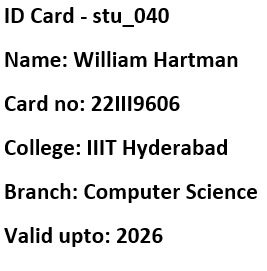 ID Card - stu_040
Name: William Hartman
Card no: 22III9606
College: IIIT Hyderabad
Branch: Computer Science
Valid upto: 2026